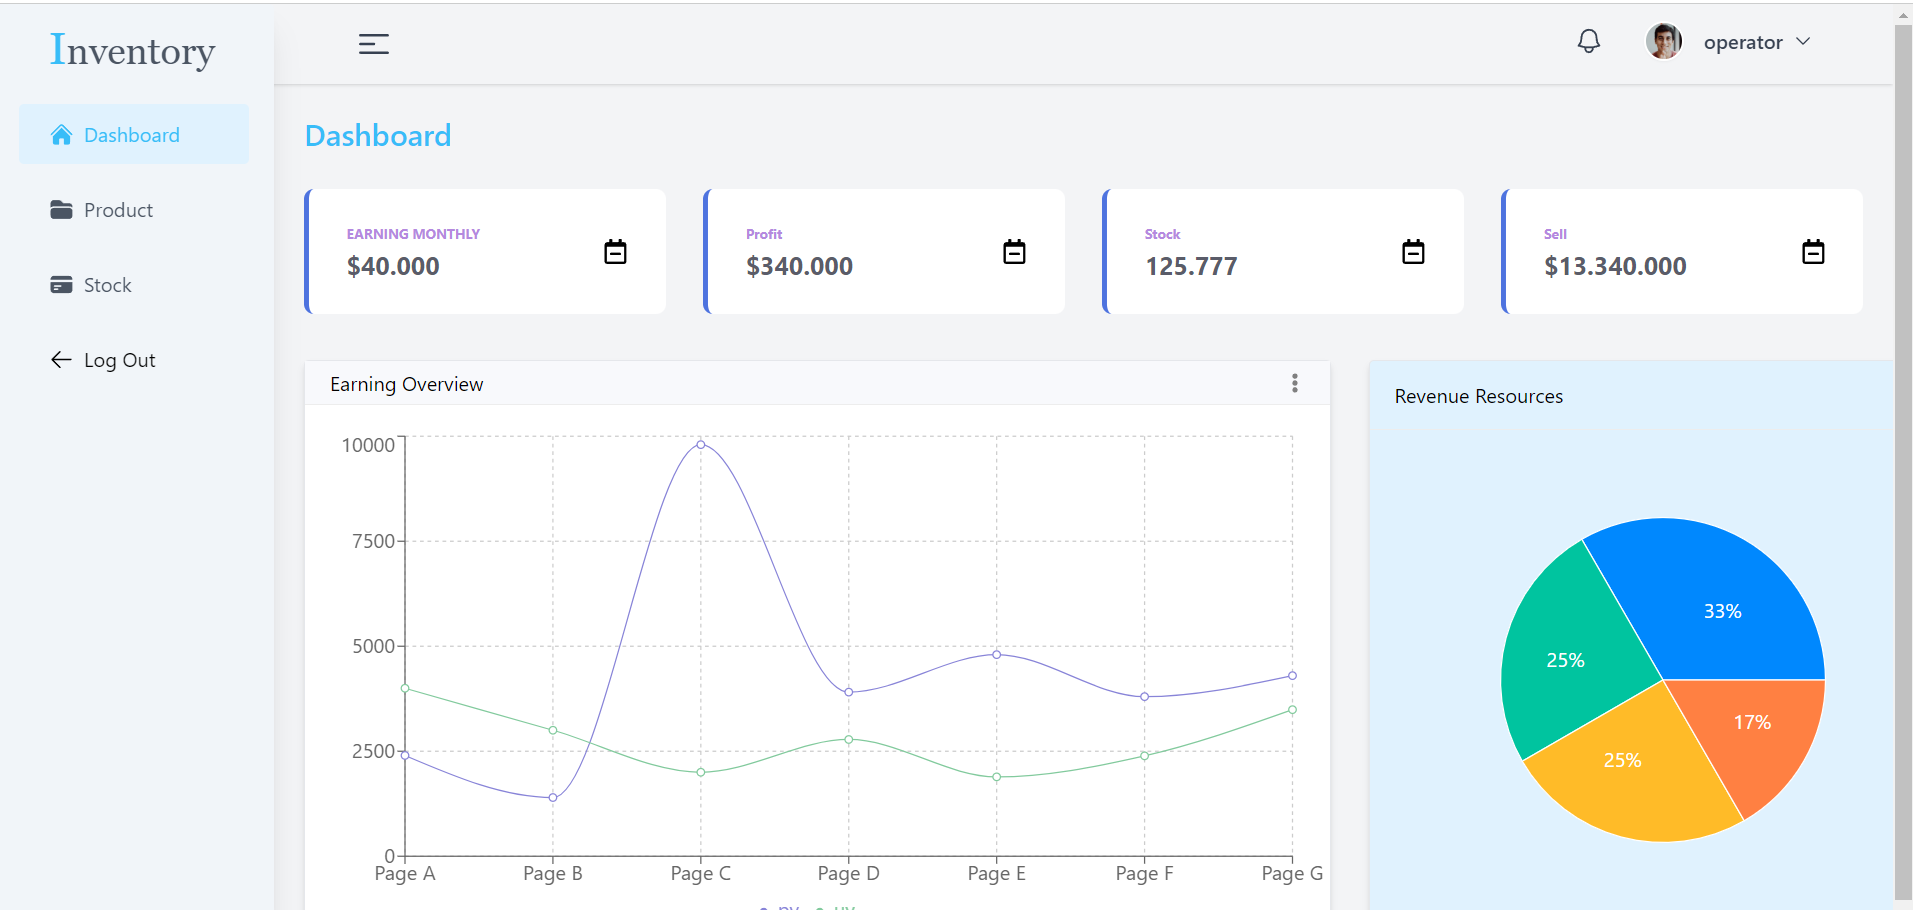 Inventory
operator
Dashboard
Product
Stock
Log Out
Dashboard
EARNING MONTHLY
$40.000
Profit
$340.000
Stock
125.777
Sell
$13.340.000
Earning Overview
10000
7500
5000
2500
0
Page A
Page B
Page C
Page D
Page E
Page F
Page G
Revenue Resources
33%
25%
25%
17%